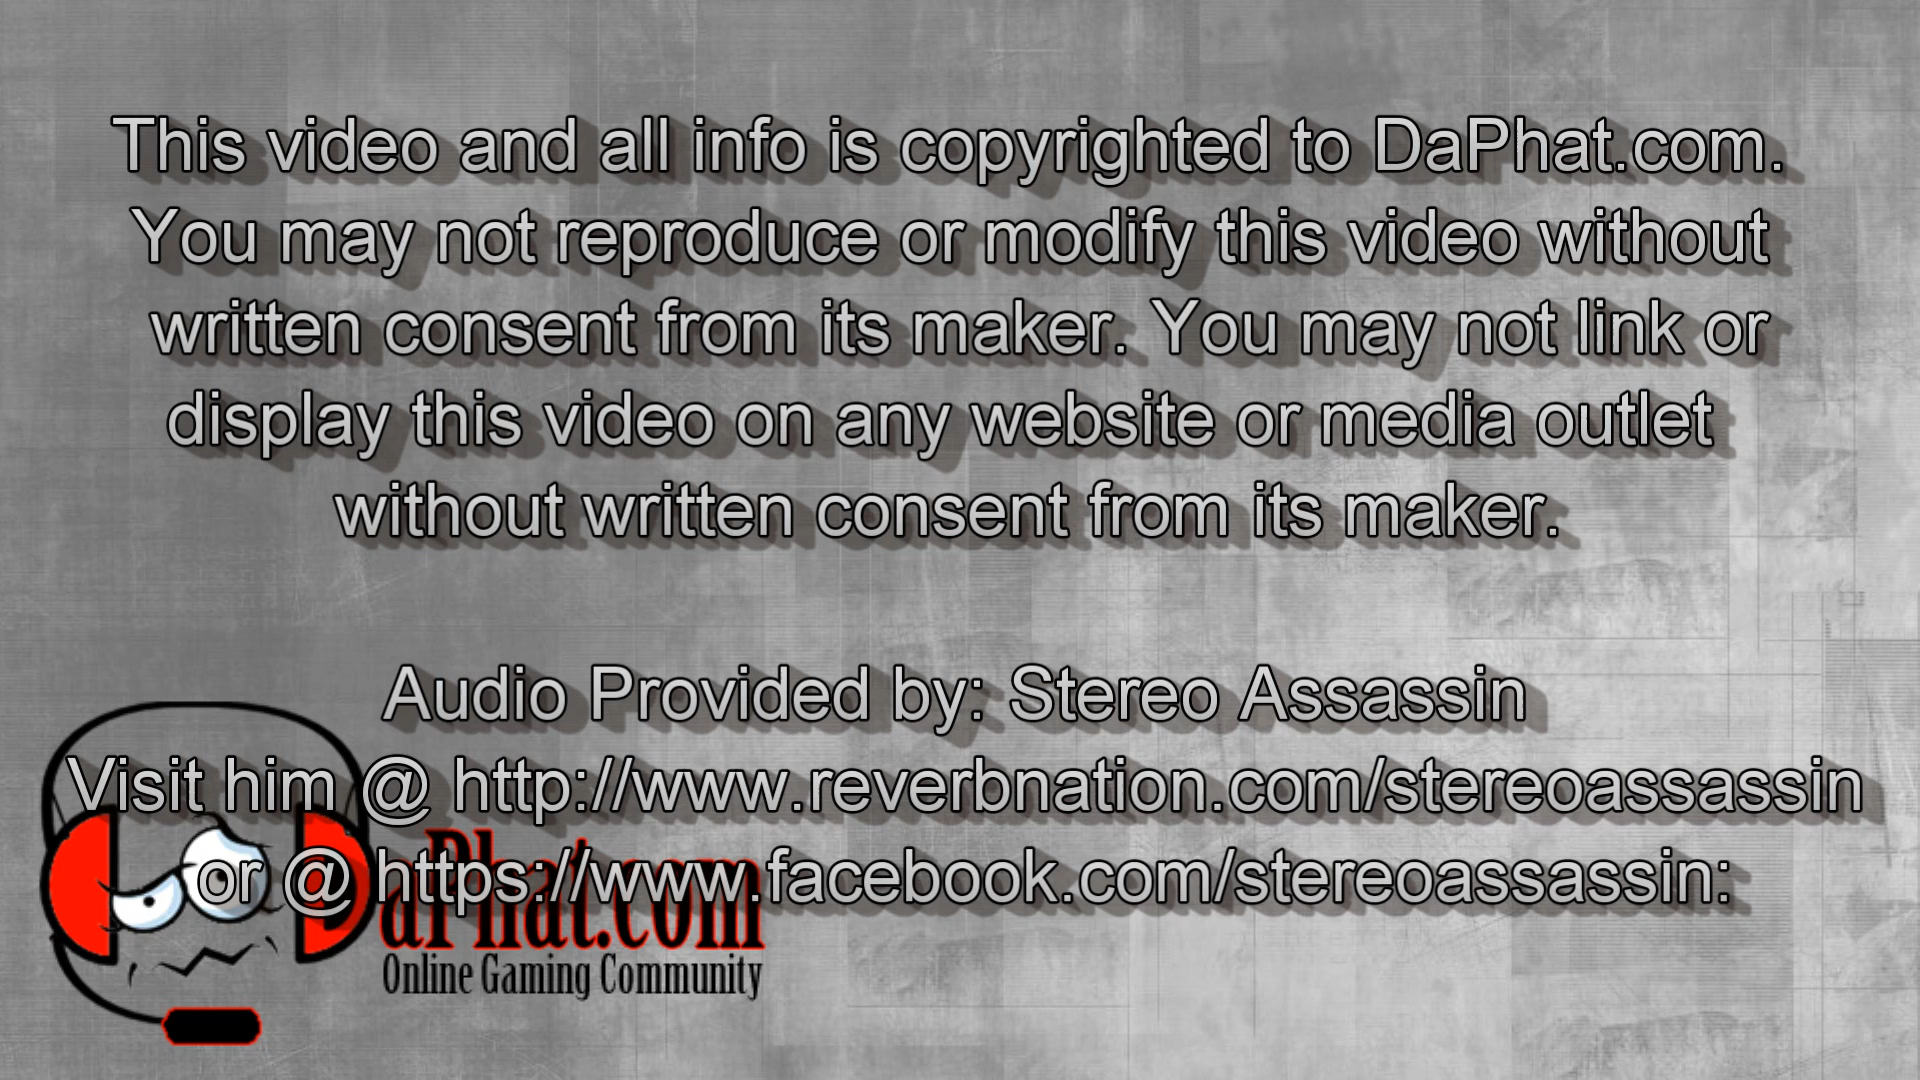 This video and all info is copyrighted to DaPhat.com.
You may not reproduce or modify this video without
written consent from its maker. You may not link or
display this video on any website or media outlet
without written consent from its maker.
Audio Provided by: Stereo Assassin
Visit him @ http://www.reverbnation.com/stereoassassin
or @ https://www.facebook.com/stereoassassin:
DaPhat.com
Online Gaming Community